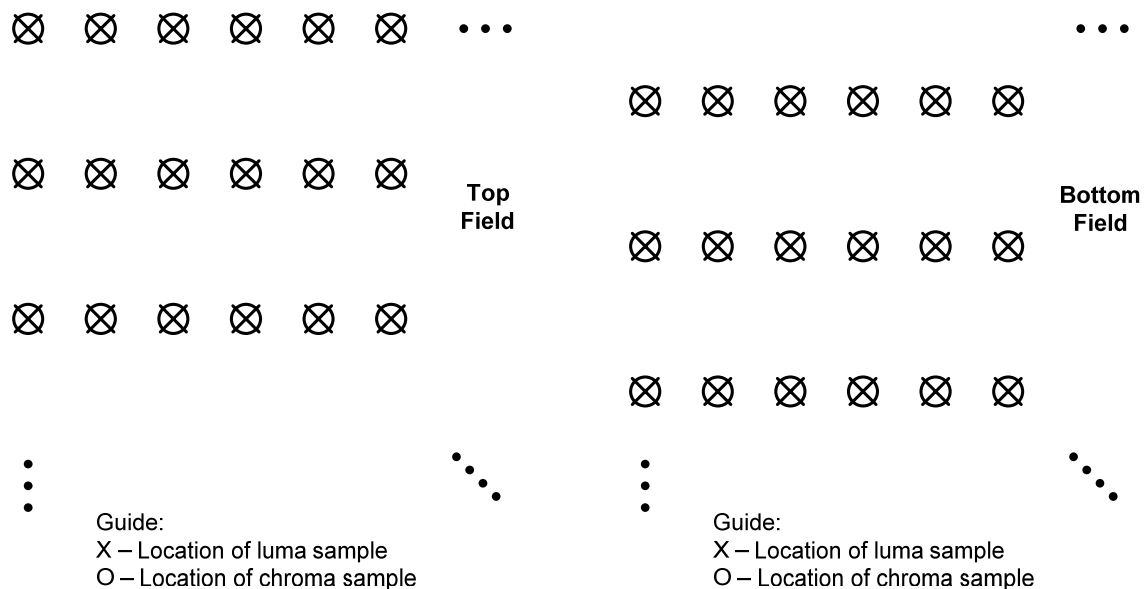 Top
Field
Bottom
Field
Guide:
X – Location of luma sample
O – Location of chroma sample
Guide:
X – Location of luma sample
O – Location of chroma sample